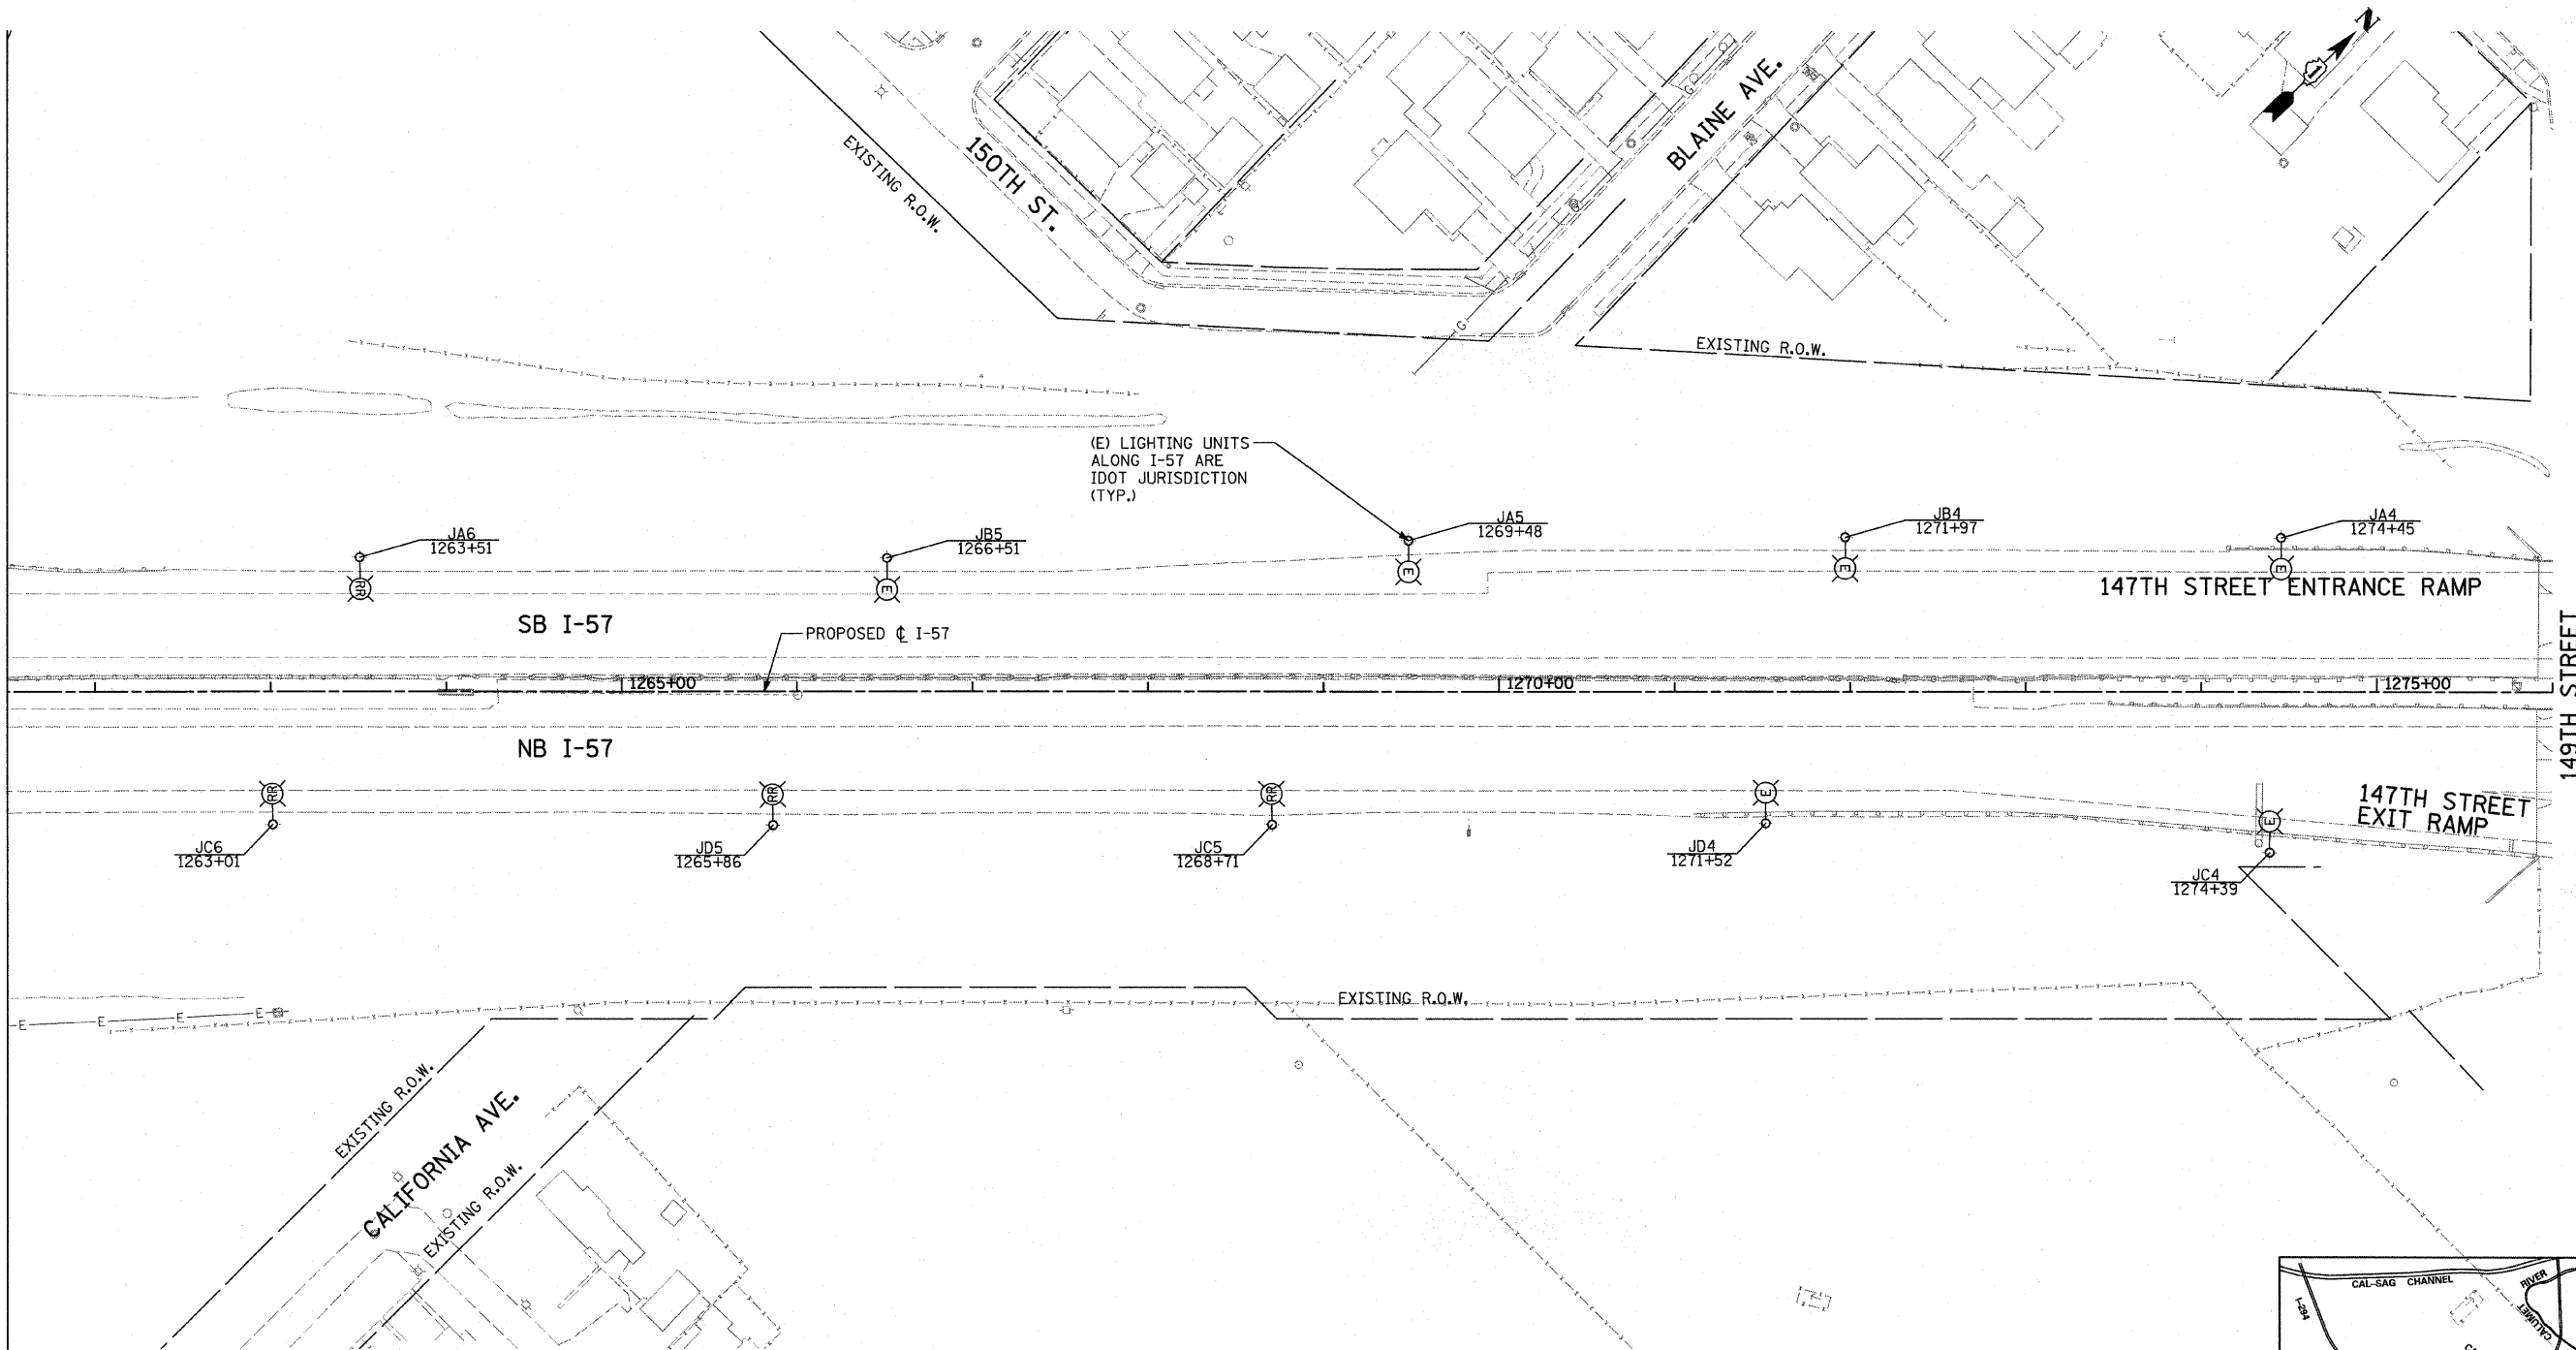 N
1
150TH ST.
BLAINE AVE.
EXISTING R.O.W.
G
G
EXISTING R.O.W.
(E) LIGHTING UNITS
ALONG I-57 ARE
IDOT JURISDICTION
(TYP.)
JA6
1263+51
JB5
1266+51
JA5
1269+48
JB4
1271+97
JA4
1274+45
RR
E
E
E
E
147TH STREET ENTRANCE RAMP
SB I-57
PROPOSED ℄ I-57
1265+00
1270+00
1275+00
149TH STREET
NB I-57
RR
RR
RR
E
E
147TH STREET
EXIT RAMP
JC6
1263+01
JD5
1265+86
JC5
1268+71
JD4
1271+52
JC4
1274+39
EXISTING R.O.W.
E E E E
EXISTING R.O.W.
CALIFORNIA AVE.
EXISTING R.O.W.
CAL-SAG CHANNEL
RIVER
CALUMET
I-294